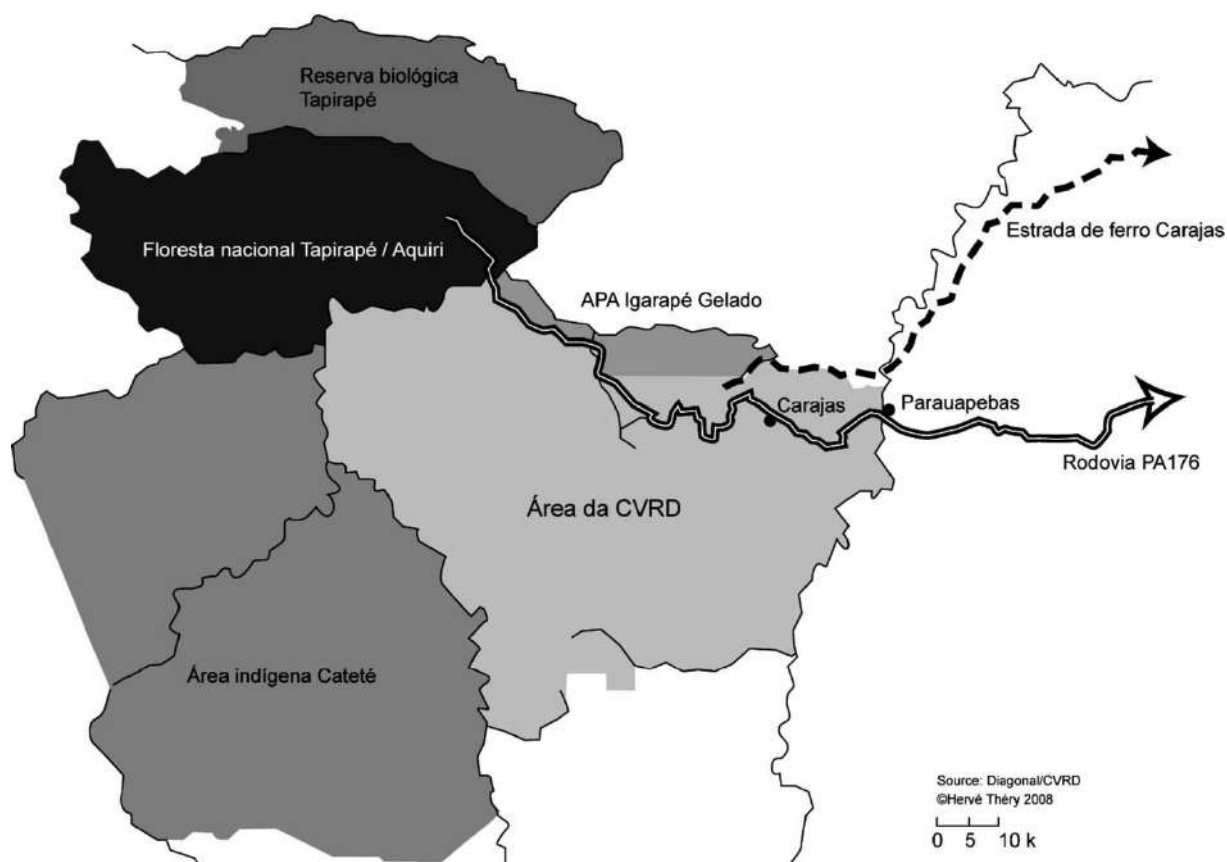 Reserva biológica
Tapirapé
Floresta nacional Tapirapé / Aquiri
Estrada de ferro Carajas
APA Igarapé Gelado
Carajas
Parauapebas
Rodovia PA176
Área da CVRD
Área indígena Cateté
Source: Diagonal/CVRD
©Hervé Théry 2008
0 5 10 k